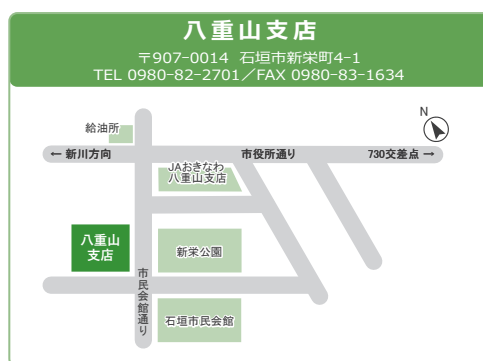 八重山支店
〒907-0014 石垣市新栄町4-1
TEL 0980-82-2701／FAX 0980-83-1634
N
給油所
← 新川方向
市役所通り
730交差点 →
JAおきなわ
八重山支店
八重山
支店
新栄公園
市民会館通り
石垣市民会館